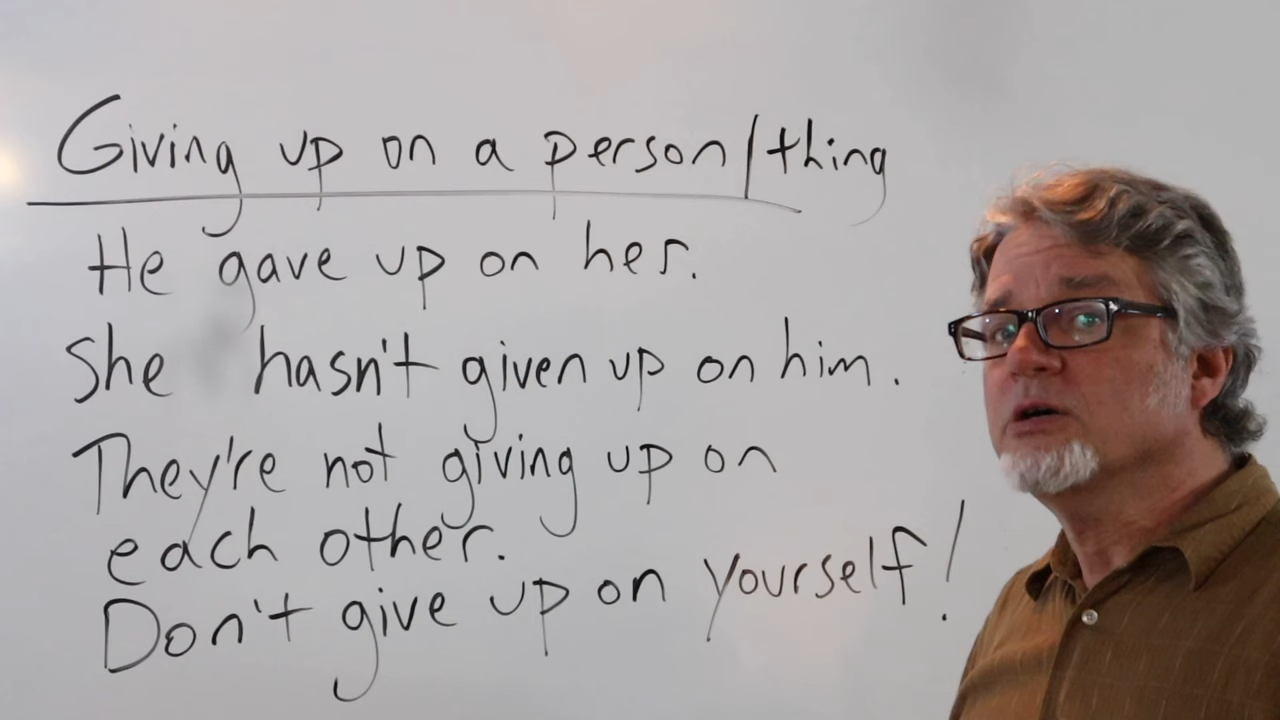 Giving up on a person/thing
He gave up on her.
She hasn't given up on him.
They're not giving up on
each other.
Don't give up on yourself!